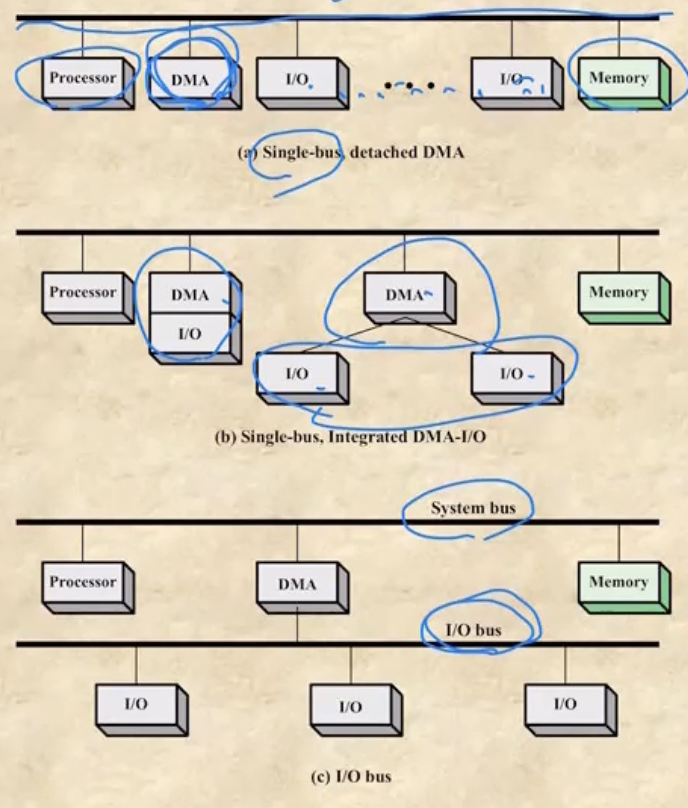 Processor DMA I/O I/O Memory
(a) Single-bus, detached DMA
Processor DMA DMA Memory
I/O
I/O I/O
(b) Single-bus, Integrated DMA-I/O
System bus
Processor DMA Memory
I/O bus
I/O I/O I/O
(c) I/O bus